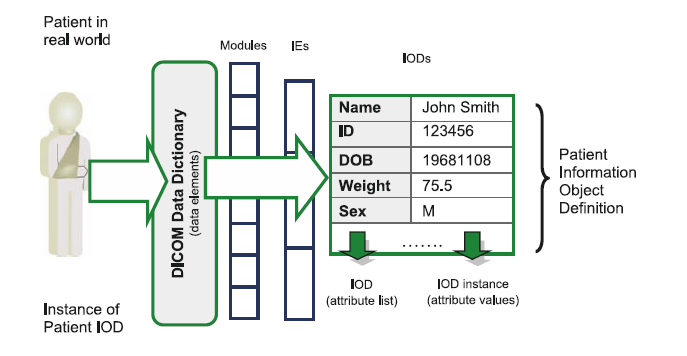 Patient in
real world
Modules
IEs
IODs
DICOM Data Dictionary
(data elements)
Name John Smith
ID 123456
DOB 19681108
Weight 75.5
Sex M
.......
Patient
Information
Object
Definition
IOD
(attribute list)
IOD instance
(attribute values)
Instance of
Patient IOD